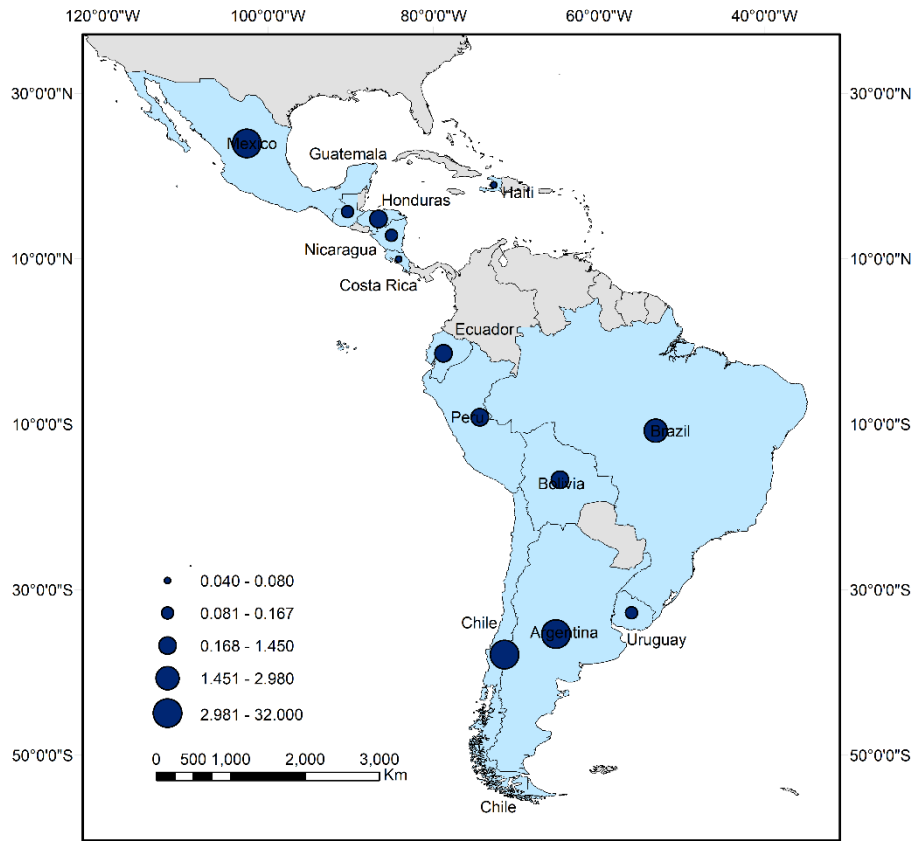 120°0'0"W 100°0'0"W 80°0'0"W 60°0'0"W 40°0'0"W
30°0'0"N 30°0'0"N
Mexico
Guatemala
Haiti
Honduras
Nicaragua
10°0'0"N 10°0'0"N
Costa Rica
Ecuador
Peru
10°0'0"S 10°0'0"S
Brazil
Bolivia
0.040 - 0.080
30°0'0"S 30°0'0"S
0.081 - 0.167
Chile
Argentina
Uruguay
0.168 - 1.450
1.451 - 2.980
2.981 - 32.000
0 500 1,000 2,000 3,000
Km
50°0'0"S 50°0'0"S
Chile